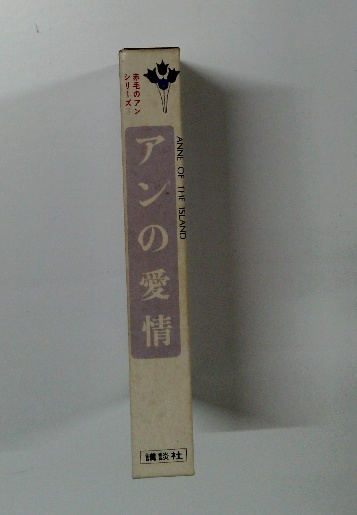 赤毛のアン
シリーズ3
アンの愛情
ANNE OF THE ISLAND
講談社